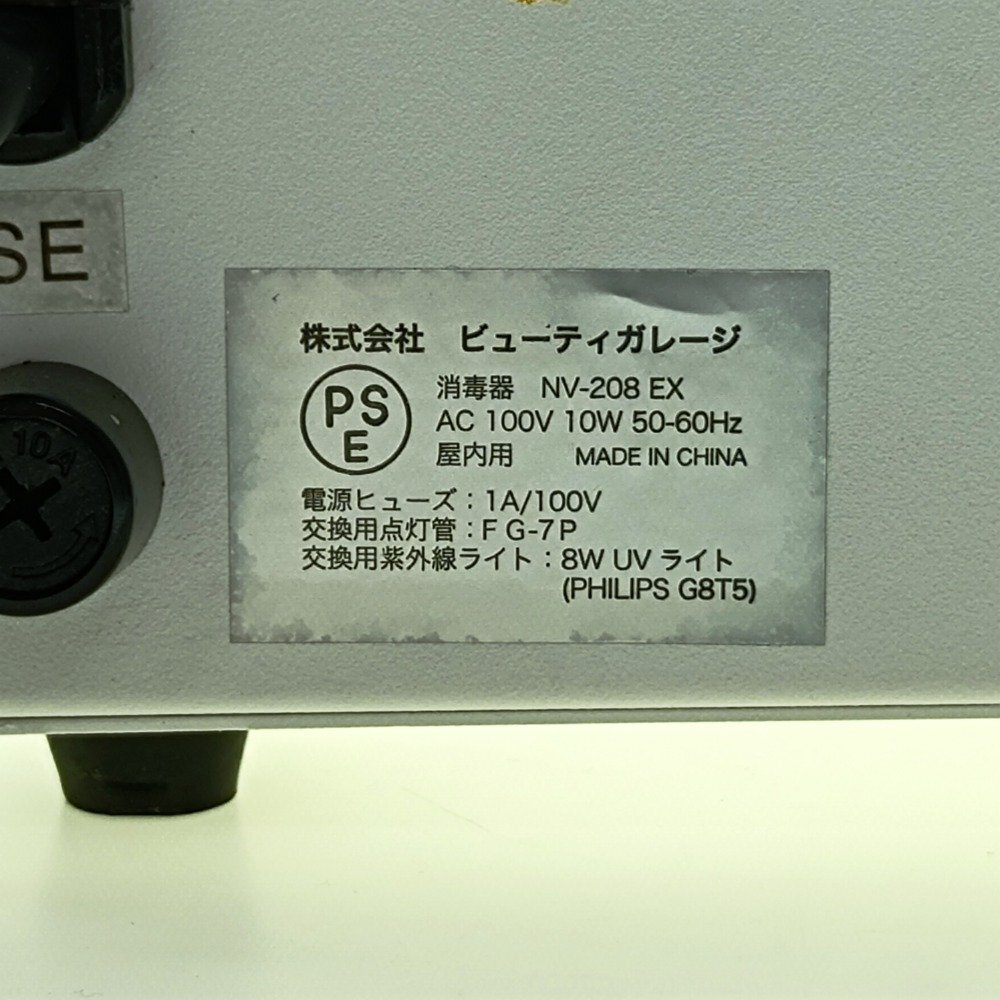 SE
10A
株式会社 ビューティガレージ
PSE
消毒器 NV-208 EX
AC 100V 10W 50-60Hz
屋内用 MADE IN CHINA
電源ヒューズ：1A/100V
交換用点灯管：FG-7P
交換用紫外線ライト：8W UV ライト
(PHILIPS G8T5)